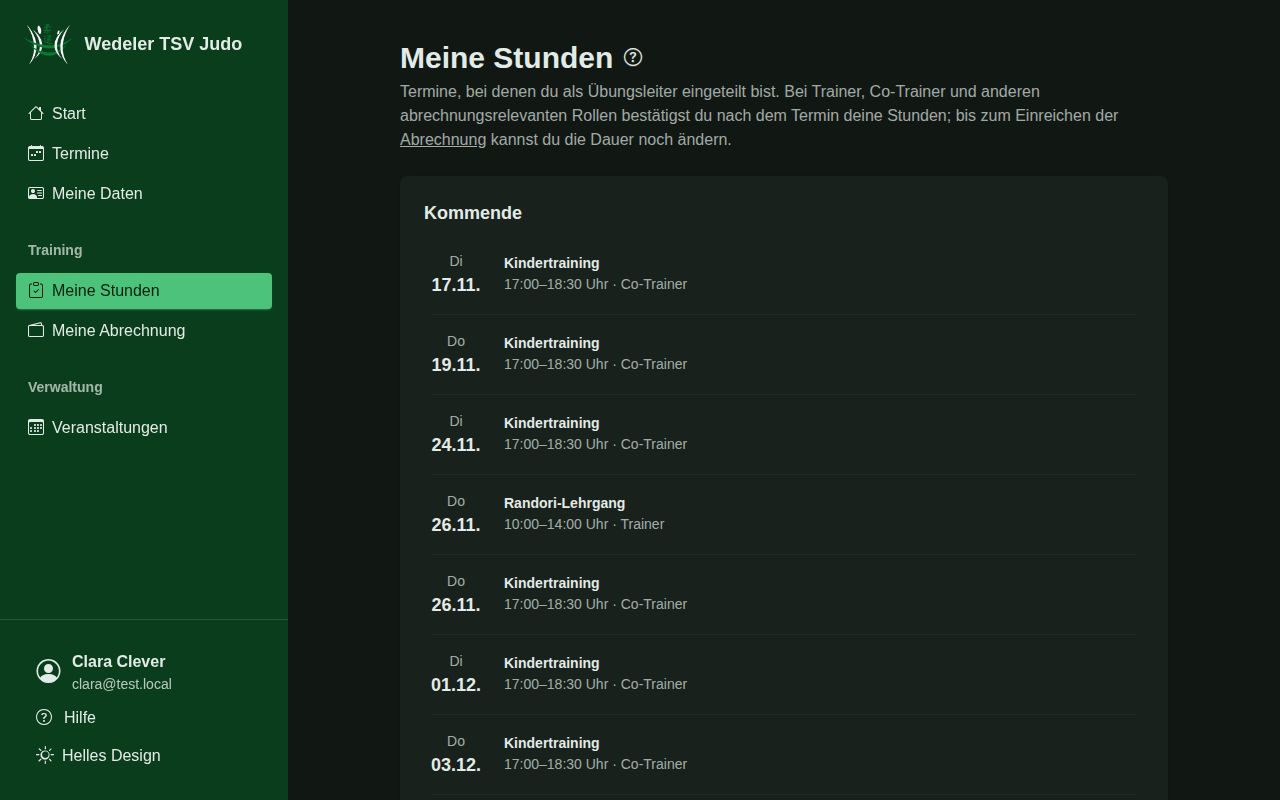 Wedeler TSV Judo
Start
Termine
Meine Daten
Training
Meine Stunden
Meine Abrechnung
Verwaltung
Veranstaltungen
Clara Clever
clara@test.local
Hilfe
Helles Design
Meine Stunden
Termine, bei denen du als Übungsleiter eingeteilt bist. Bei Trainer, Co-Trainer und anderen
abrechnungsrelevanten Rollen bestätigst du nach dem Termin deine Stunden; bis zum Einreichen der
Abrechnung kannst du die Dauer noch ändern.
Kommende
Di
17.11.
Kindertraining
17:00–18:30 Uhr · Co-Trainer
Do
19.11.
Kindertraining
17:00–18:30 Uhr · Co-Trainer
Di
24.11.
Kindertraining
17:00–18:30 Uhr · Co-Trainer
Do
26.11.
Randori-Lehrgang
10:00–14:00 Uhr · Trainer
Do
26.11.
Kindertraining
17:00–18:30 Uhr · Co-Trainer
Di
01.12.
Kindertraining
17:00–18:30 Uhr · Co-Trainer
Do
03.12.
Kindertraining
17:00–18:30 Uhr · Co-Trainer